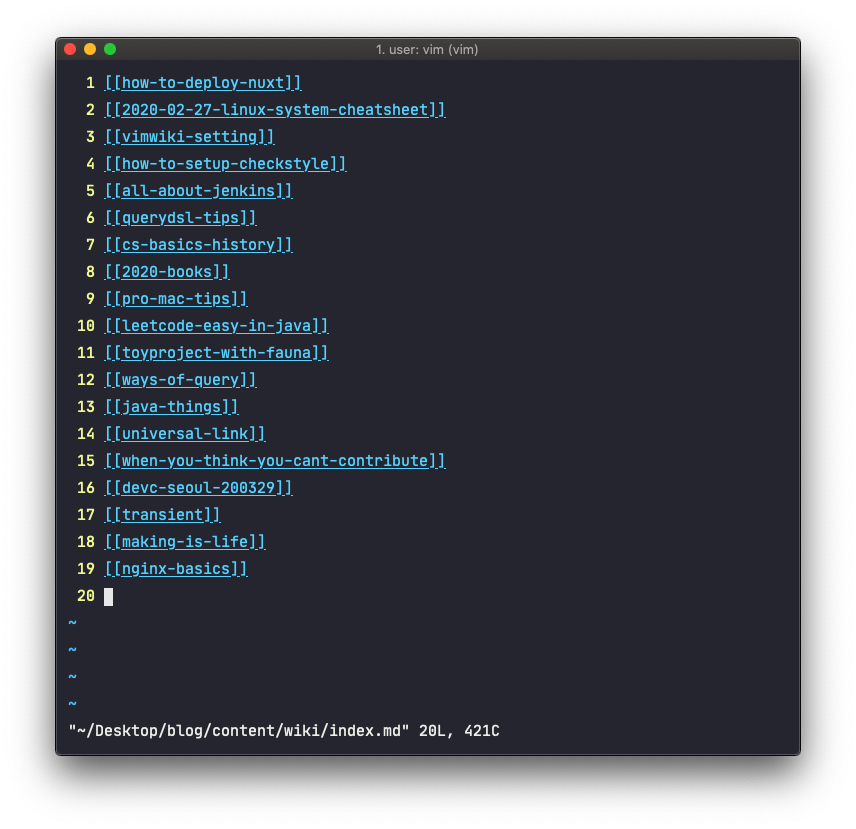 1. user: vim (vim)
1 [[how-to-deploy-nuxt]]
2 [[2020-02-27-linux-system-cheatsheet]]
3 [[vimwiki-setting]]
4 [[how-to-setup-checkstyle]]
5 [[all-about-jenkins]]
6 [[querydsl-tips]]
7 [[cs-basics-history]]
8 [[2020-books]]
9 [[pro-mac-tips]]
10 [[leetcode-easy-in-java]]
11 [[toyproject-with-fauna]]
12 [[ways-of-query]]
13 [[java-things]]
14 [[universal-link]]
15 [[when-you-think-you-cant-contribute]]
16 [[devc-seoul-200329]]
17 [[transient]]
18 [[making-is-life]]
19 [[nginx-basics]]
20
~
~
~
~
"~/Desktop/blog/content/wiki/index.md" 20L, 421C